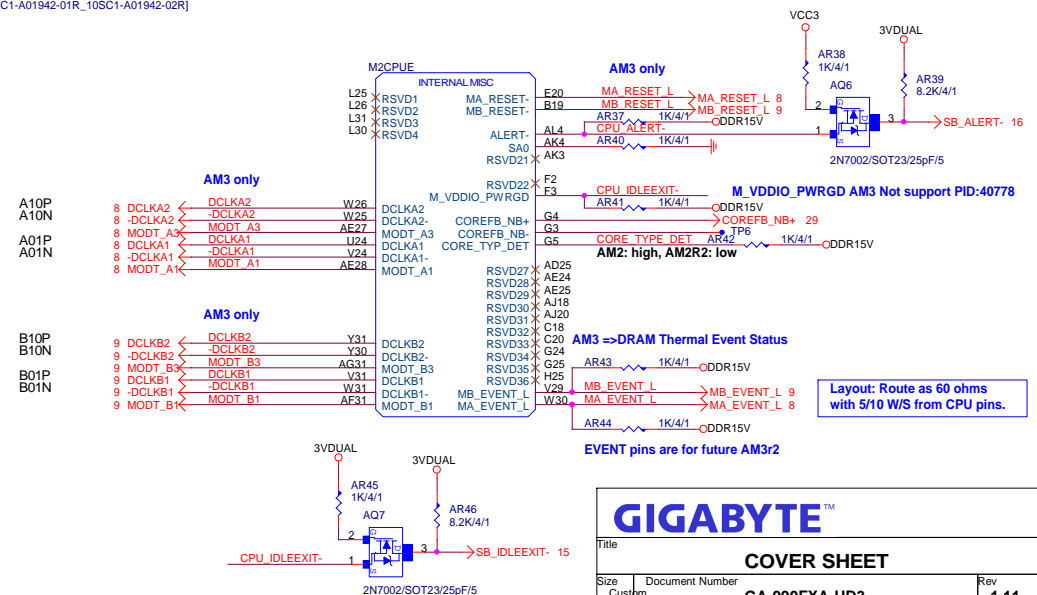 C1-A01942-01R_10SC1-A01942-02R]
VCC3
3VDUAL
AR38
1K/4/1
AQ6
AR39
8.2K/4/1
2
G
D
S
1
3
SB_ALERT- 16
2N7002/SOT23/25pF/5
M2CPUE
INTERNAL MISC
AM3 only
L25 RSVD1
L26 RSVD2
L31 RSVD3
L30 RSVD4
MA_RESET- E20 MA_RESET_L MA_RESET_L 8
MB_RESET- B19 MB_RESET_L MB_RESET_L 9
AR37 1K/4/1 DDR15V
ALERT- AL4 CPU_ALERT-
SA0 AK4 AR40 1K/4/1
RSVD21 AK3
RSVD22 F2
M_VDDIO_PWRGD F3 CPU_IDLEEXIT-
M_VDDIO_PWRGD AM3 Not support PID:40778
AR41 1K/4/1 DDR15V
COREFB_NB+ G4 COREFB_NB+ 29
COREFB_NB- G3 TP6
CORE_TYP_DET G5 CORE_TYPE_DET AR42 1K/4/1 DDR15V
AM2: high, AM2R2: low
AM3 only
A10P
A10N
A01P
A01N
8 DCLKA2 DCLKA2 W26 DCLKA2
8 -DCLKA2 -DCLKA2 W25 DCLKA2-
8 MODT_A3 MODT_A3 AE27 MODT_A3
8 DCLKA1 DCLKA1 U24 DCLKA1
8 -DCLKA1 -DCLKA1 V24 DCLKA1-
8 MODT_A1 MODT_A1 AE28 MODT_A1
RSVD27 AD25
RSVD28 AE24
RSVD29 AE25
RSVD30 AJ18
RSVD31 AJ20
RSVD32 C18
RSVD33 C20
RSVD34 G24
RSVD35 G25
RSVD36 H25
AM3 only
B10P
B10N
B01P
B01N
9 DCLKB2 DCLKB2 Y31 DCLKB2
9 -DCLKB2 -DCLKB2 Y30 DCLKB2-
9 MODT_B3 MODT_B3 AG31 MODT_B3
9 DCLKB1 DCLKB1 V31 DCLKB1
9 -DCLKB1 -DCLKB1 W31 DCLKB1-
9 MODT_B1 MODT_B1 AF31 MODT_B1
AM3 =>DRAM Thermal Event Status
AR43 1K/4/1 DDR15V
MB_EVENT_L V29 MB_EVENT_L MB_EVENT_L 9
MA_EVENT_L W30 MA_EVENT_L MA_EVENT_L 8
AR44 1K/4/1 DDR15V
EVENT pins are for future AM3r2
Layout: Route as 60 ohms
with 5/10 W/S from CPU pins.
3VDUAL
3VDUAL
AR45
1K/4/1
AQ7
AR46
8.2K/4/1
2
G
D
S
CPU_IDLEEXIT- 1
3
SB_IDLEEXIT- 15
2N7002/SOT23/25pF/5
GIGABYTE™
Title
COVER SHEET
Size
Custom
Document Number
GA-990FXA-UD3
Rev
1.11